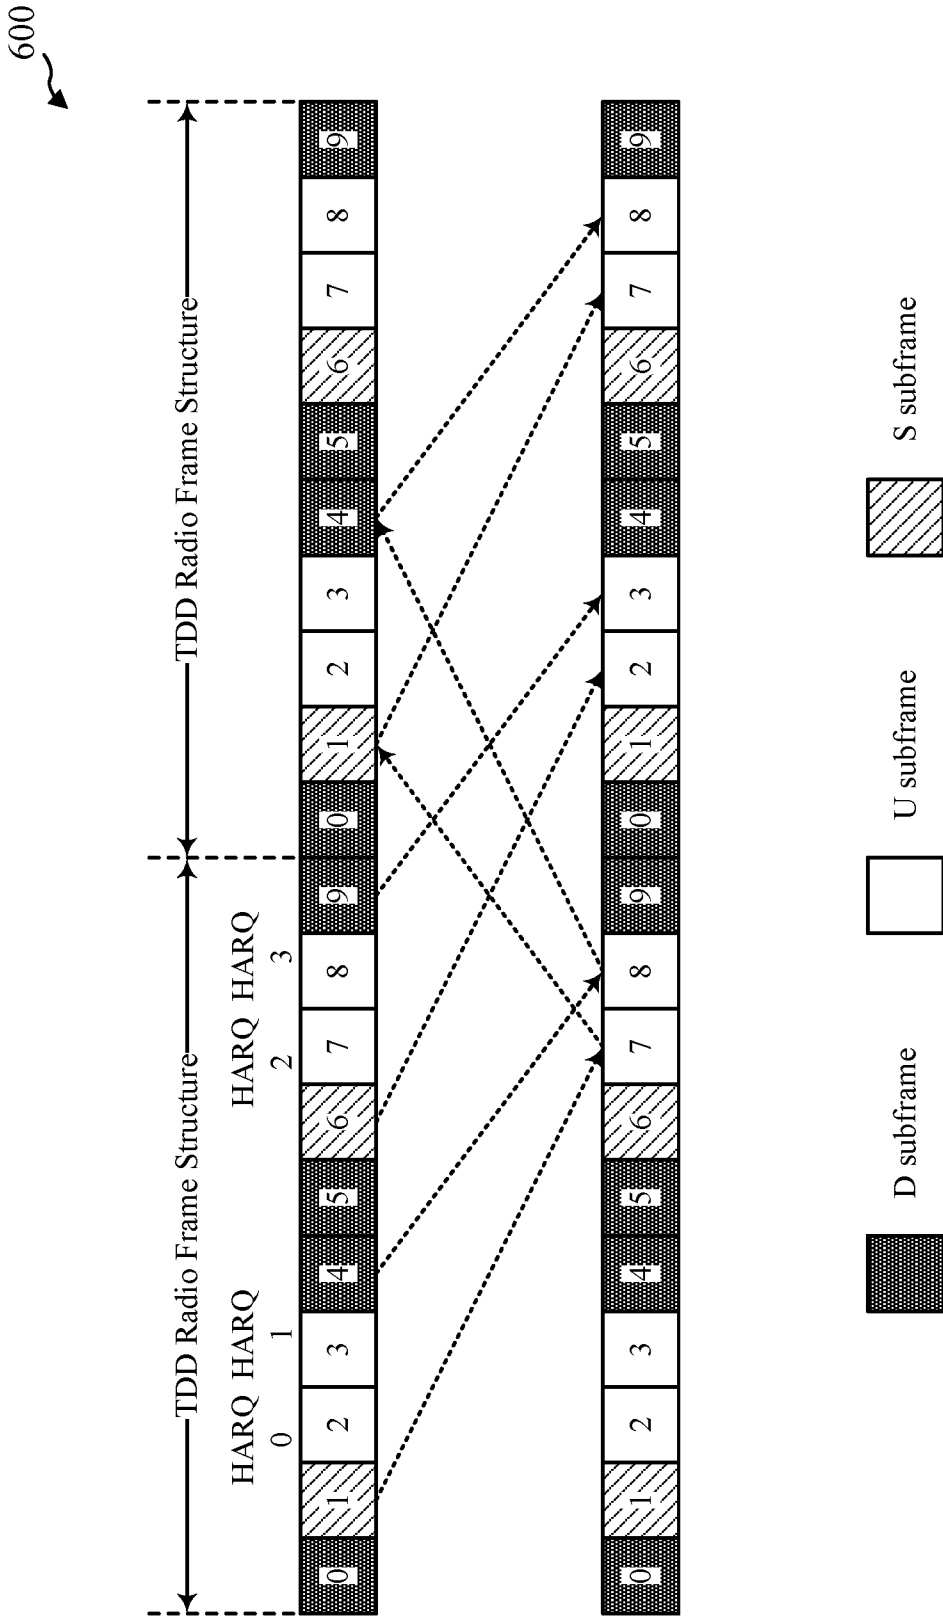 600
TDD Radio Frame Structure TDD Radio Frame Structure
HARQ HARQ HARQ HARQ
0 1 2 3
0 1 2 3 4 5 6 7 8 9 0 1 2 3 4 5 6 7 8 9
0 1 2 3 4 5 6 7 8 9 0 1 2 3 4 5 6 7 8 9
D subframe U subframe S subframe